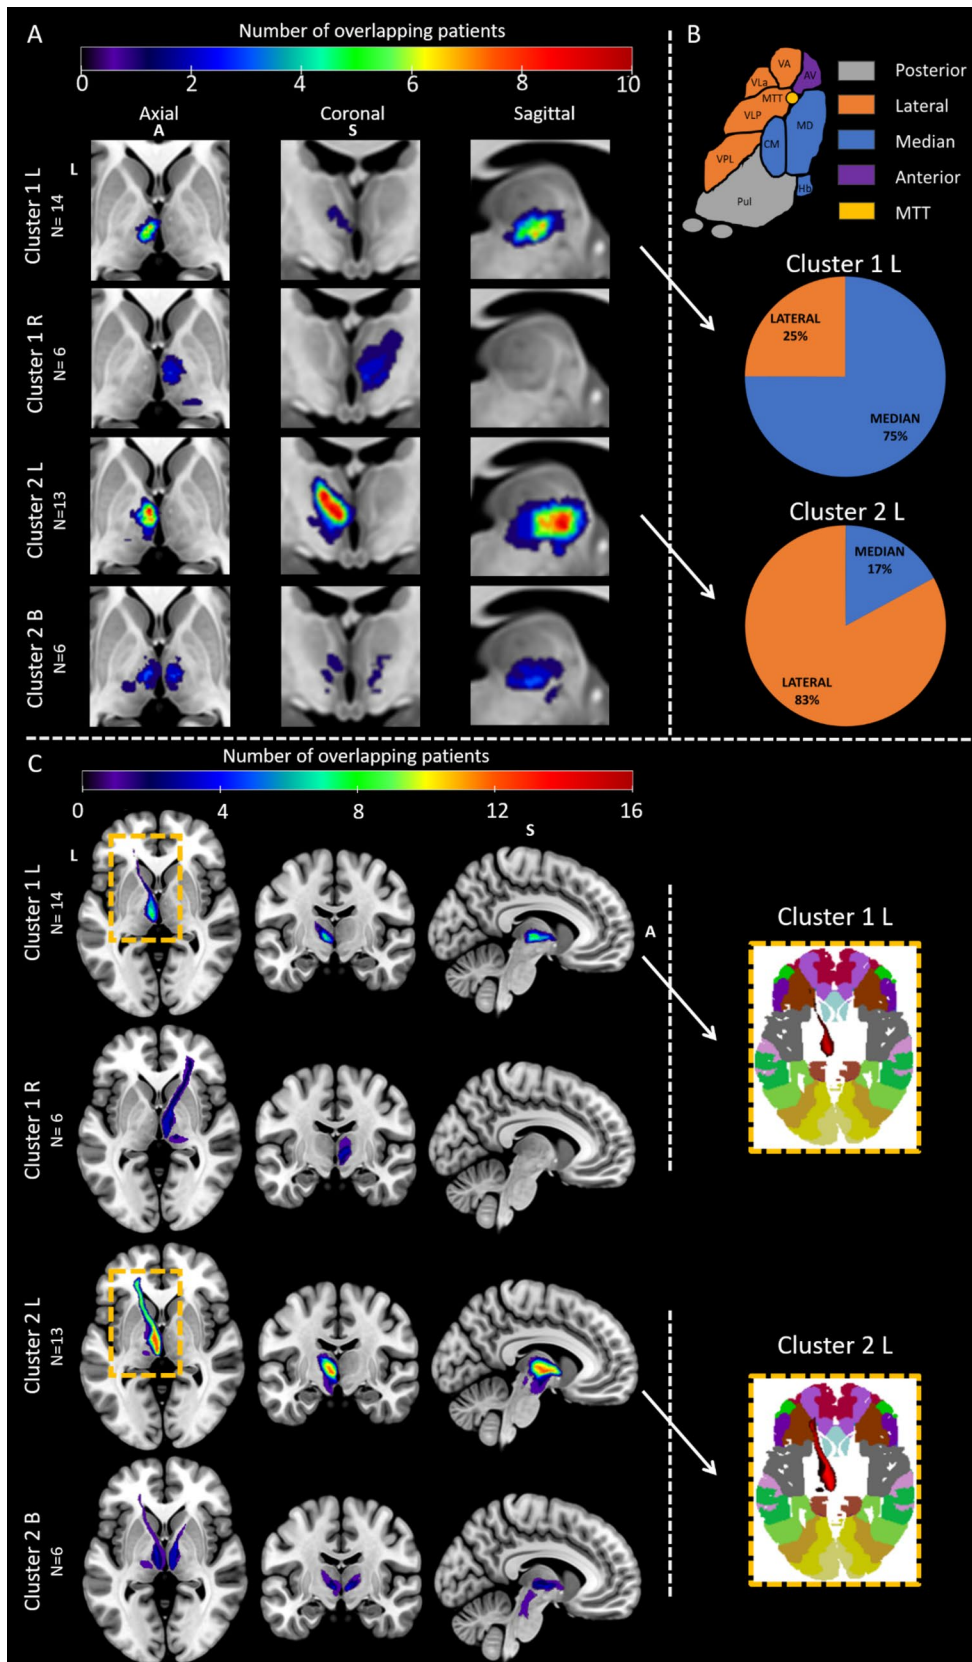 A
Number of overlapping patients
0 2 4 6 8 10
Axial Coronal Sagittal
A S
L
Cluster 1 L
N= 14
Cluster 1 R
N= 6
Cluster 2 L
N=13
Cluster 2 B
N=6
B
VA
AV
VLa
MTT
VLP
MD
CM
VPL
Hb
Pul
Posterior
Lateral
Median
Anterior
MTT
Cluster 1 L
LATERAL
25%
MEDIAN
75%
Cluster 2 L
MEDIAN
17%
LATERAL
83%
C
Number of overlapping patients
0 4 8 12 16
S
L
A
Cluster 1 L
N= 14
Cluster 1 R
N= 6
Cluster 2 L
N=13
Cluster 2 B
N=6
Cluster 1 L
Cluster 2 L